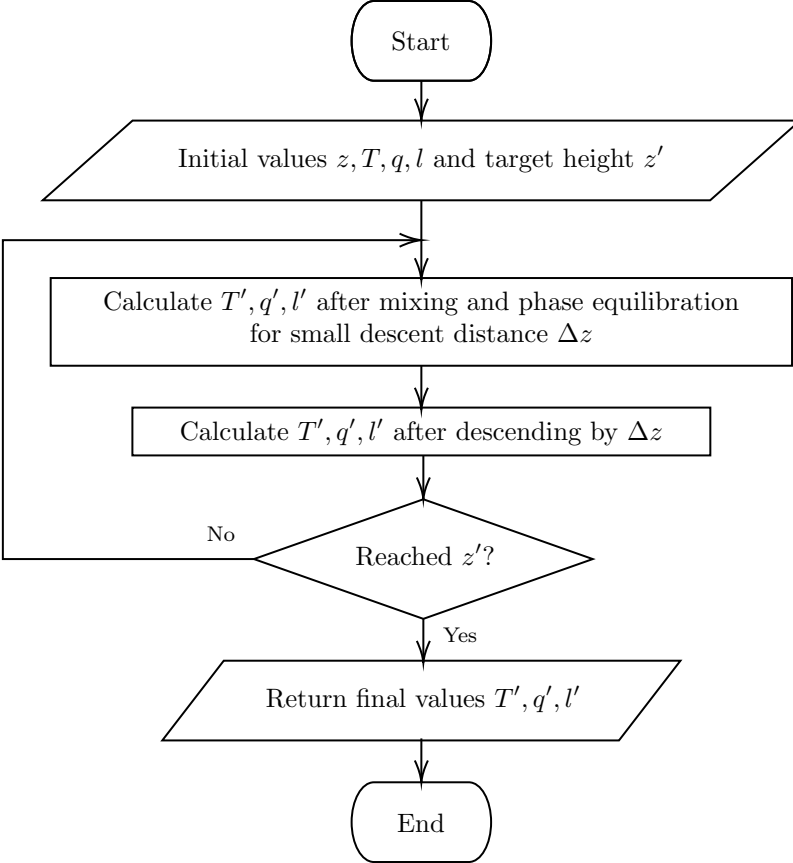 Start
Initial values z, T, q, l and target height z′
Calculate T′, q′, l′ after mixing and phase equilibration
for small descent distance Δz
Calculate T′, q′, l′ after descending by Δz
No
Reached z′?
Yes
Return final values T′, q′, l′
End